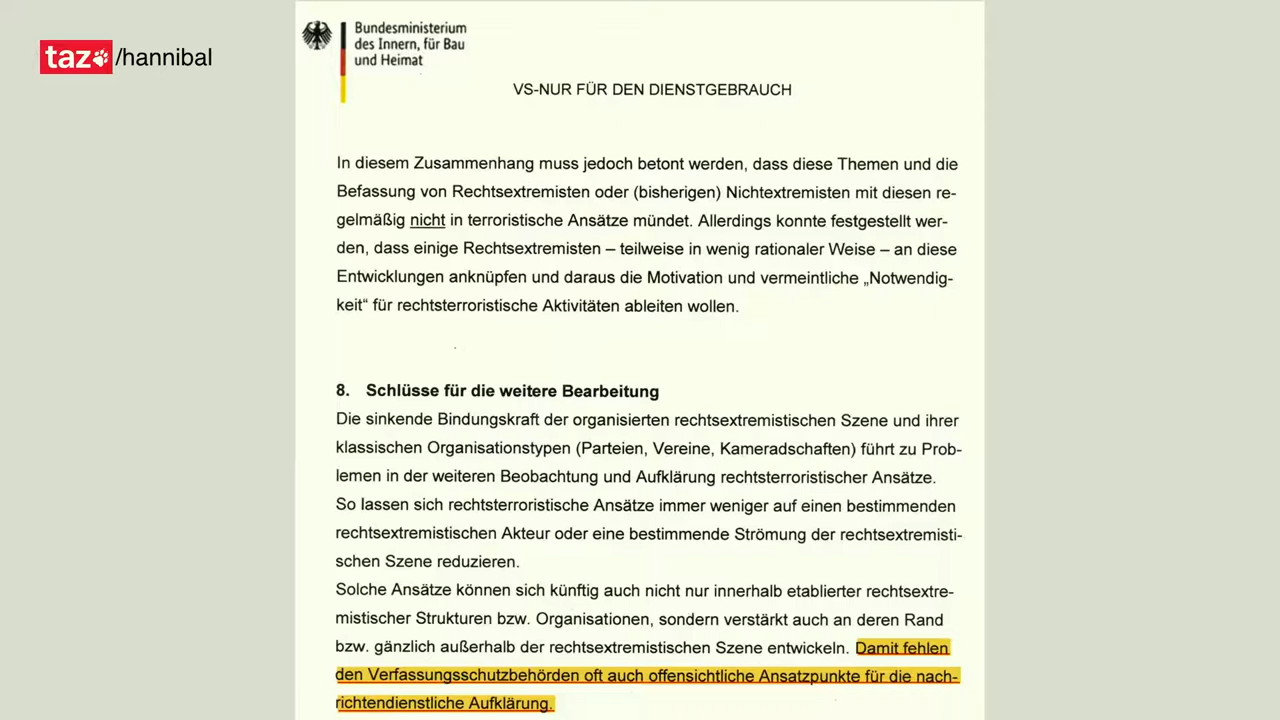 taz/hannibal
Bundesministerium
des Innern, für Bau
und Heimat
VS-NUR FÜR DEN DIENSTGEBRAUCH
In diesem Zusammenhang muss jedoch betont werden, dass diese Themen und die
Befassung von Rechtsextremisten oder (bisherigen) Nichtextremisten mit diesen re-
gelmäßig nicht in terroristische Ansätze mündet. Allerdings konnte festgestellt wer-
den, dass einige Rechtsextremisten – teilweise in wenig rationaler Weise – an diese
Entwicklungen anknüpfen und daraus die Motivation und vermeintliche „Notwendig-
keit“ für rechtsterroristische Aktivitäten ableiten wollen.
8. Schlüsse für die weitere Bearbeitung
Die sinkende Bindungskraft der organisierten rechtsextremistischen Szene und ihrer
klassischen Organisationstypen (Parteien, Vereine, Kameradschaften) führt zu Prob-
lemen in der weiteren Beobachtung und Aufklärung rechtsterroristischer Ansätze.
So lassen sich rechtsterroristische Ansätze immer weniger auf einen bestimmenden
rechtsextremistischen Akteur oder eine bestimmende Strömung der rechtsextremisti-
schen Szene reduzieren.
Solche Ansätze können sich künftig auch nicht nur innerhalb etablierter rechtsextre-
mistischer Strukturen bzw. Organisationen, sondern verstärkt auch an deren Rand
bzw. gänzlich außerhalb der rechtsextremistischen Szene entwickeln. Damit fehlen
den Verfassungsschutzbehörden oft auch offensichtliche Ansatzpunkte für die nach-
richtendienstliche Aufklärung.